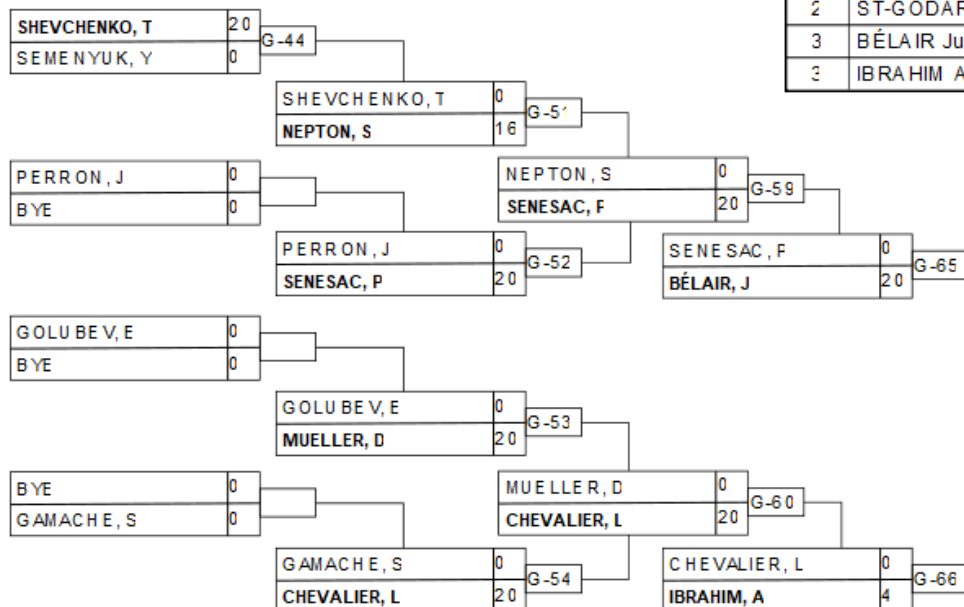 2 ST-GODAR
SHEVCHENKO, T 20
G-44
SEMENYUK, Y 0
3 BÉLAIR Ju
3 IBRAHIM A
SHEVCHENKO, T 0
G-51
NEPTON, S 16
PERRON, J 0
BYE 0
NEPTON, S 0
G-59
SENESAC, P 20
PERRON, J 0
G-52
SENESAC, P 20
SENESAC, P 0
G-65
BÉLAIR, J 20
GOLUBEV, E 0
BYE 0
GOLUBEV, E 0
G-53
MUELLER, D 20
BYE 0
GAMACHE, S 0
MUELLER, D 0
G-60
CHEVALIER, L 20
GAMACHE, S 0
G-54
CHEVALIER, L 20
CHEVALIER, L 0
G-66
IBRAHIM, A 4